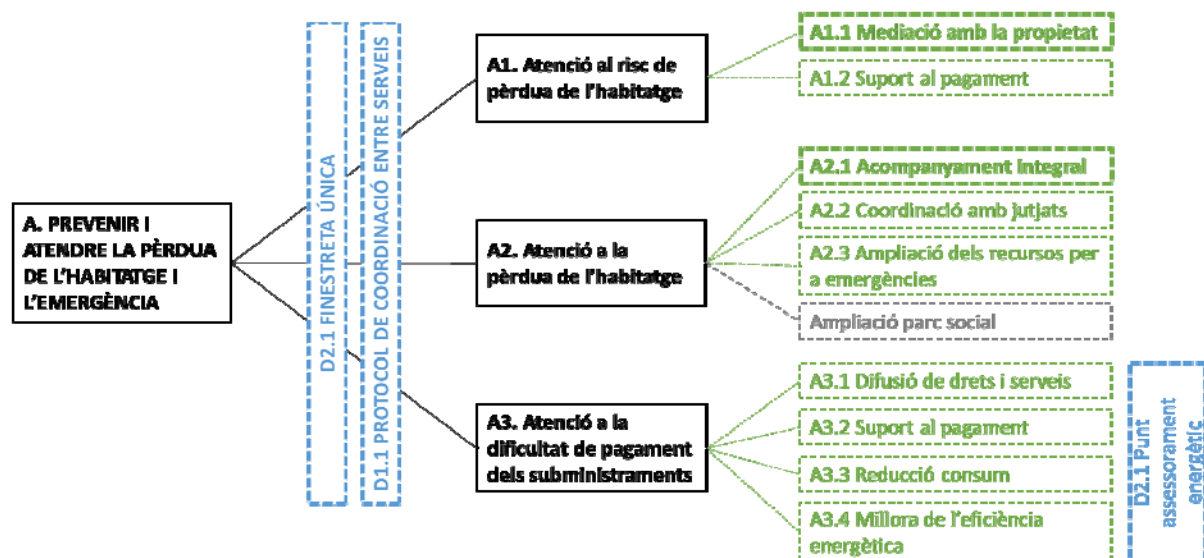 A. PREVENIR I
ATENDRE LA PÈRDUA
DE L'HABITATGE I
L'EMERGÈNCIA
D2.1 FINESTRETA ÚNICA
D1.1 PROTOCOL DE COORDINACIÓ ENTRE SERVEIS
A1. Atenció al risc de
pèrdua de l'habitatge
A1.1 Mediació amb la propietat
A1.2 Suport al pagament
A2. Atenció a la
pèrdua de l'habitatge
A2.1 Acompanyament integral
A2.2 Coordinació amb jutjats
A2.3 Ampliació dels recursos per
a emergències
Ampliació parc social
A3. Atenció a la
dificultat de pagament
dels subministraments
A3.1 Difusió de drets i serveis
A3.2 Suport al pagament
A3.3 Reducció consum
A3.4 Millora de l'eficiència
energètica
D2.1 Punt
assessorament
energètic